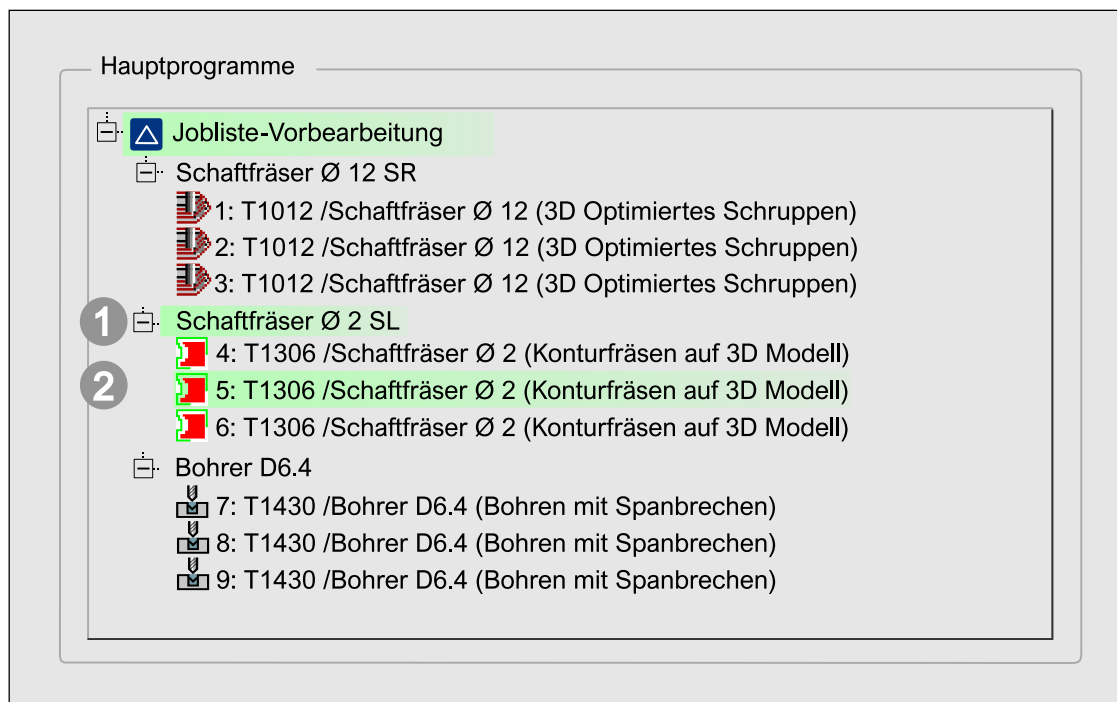 Hauptprogramme
Jobliste-Vorbearbeitung
Schaftfräser Ø 12 SR
1: T1012 /Schaftfräser Ø 12 (3D Optimiertes Schruppen)
2: T1012 /Schaftfräser Ø 12 (3D Optimiertes Schruppen)
3: T1012 /Schaftfräser Ø 12 (3D Optimiertes Schruppen)
1 Schaftfräser Ø 2 SL
4: T1306 /Schaftfräser Ø 2 (Konturfräsen auf 3D Modell)
2 5: T1306 /Schaftfräser Ø 2 (Konturfräsen auf 3D Modell)
6: T1306 /Schaftfräser Ø 2 (Konturfräsen auf 3D Modell)
Bohrer D6.4
7: T1430 /Bohrer D6.4 (Bohren mit Spanbrechen)
8: T1430 /Bohrer D6.4 (Bohren mit Spanbrechen)
9: T1430 /Bohrer D6.4 (Bohren mit Spanbrechen)